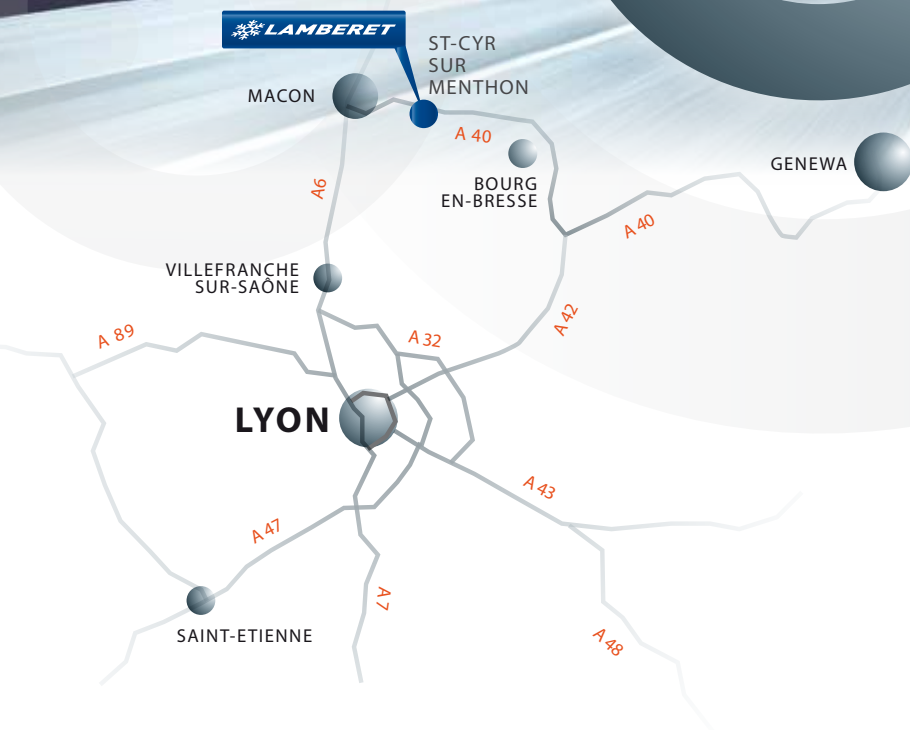 LAMBERET
ST-CYR
SUR
MENTHON
MACON
A 40
GENEWA
BOURG
EN-BRESSE
A6
A 40
VILLEFRANCHE
SUR-SAÔNE
A 42
A 89
A 32
LYON
A 43
A 47
A 7
SAINT-ETIENNE
A 48